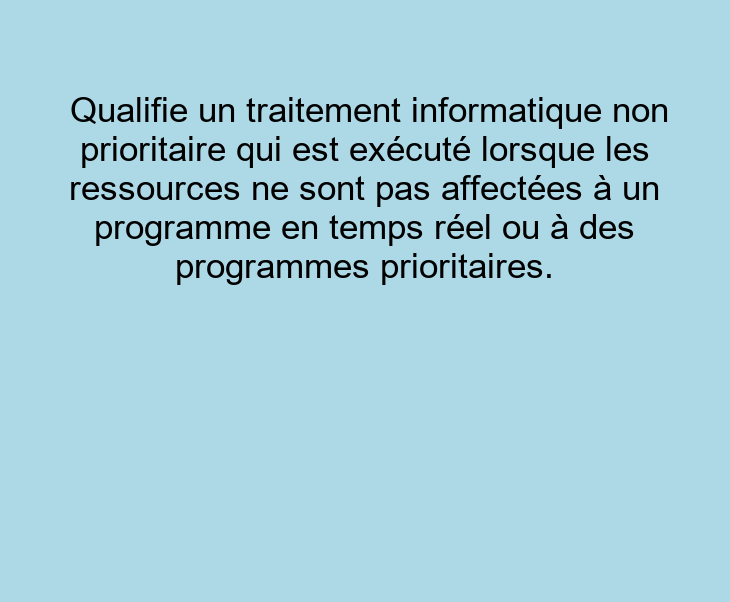 Qualifie un traitement informatique non
prioritaire qui est exécuté lorsque les
ressources ne sont pas affectées à un
programme en temps réel ou à des
programmes prioritaires.